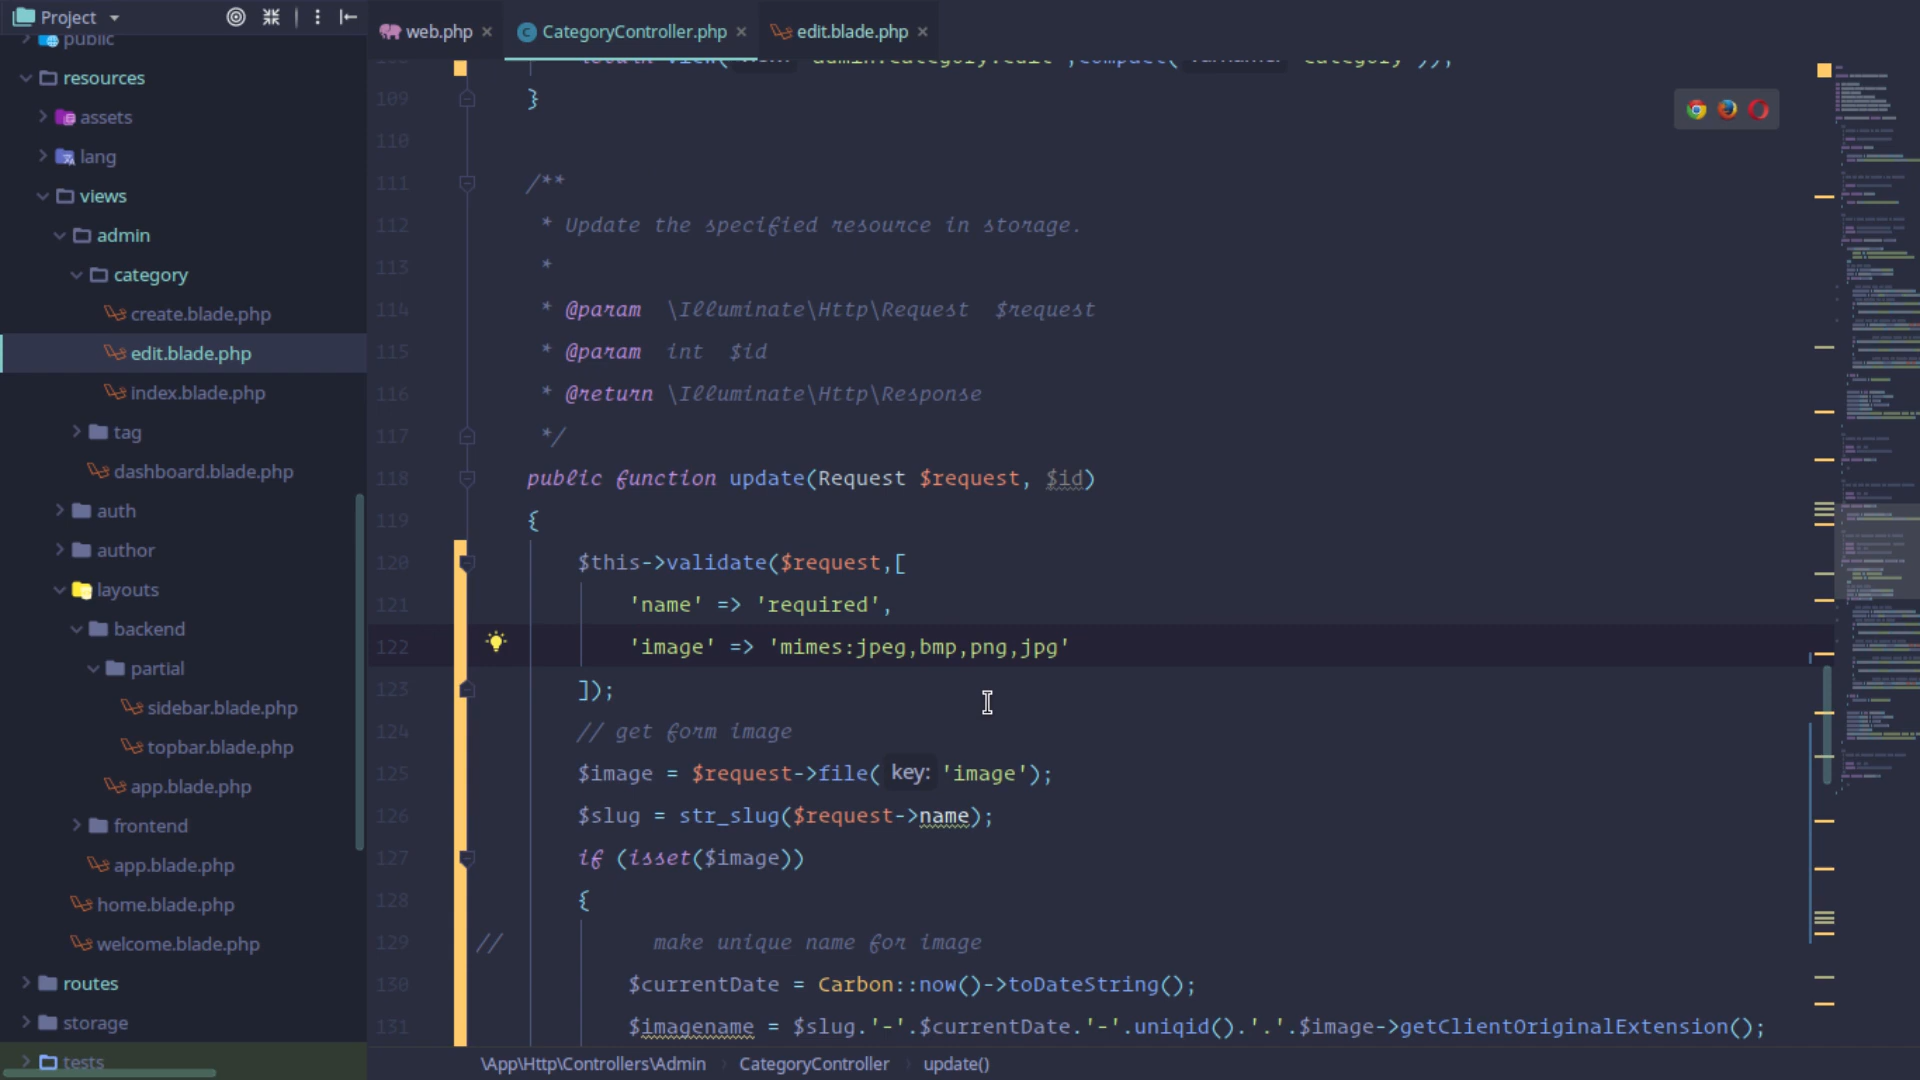 Project
web.php
CategoryController.php
edit.blade.php
public
resources
assets
lang
views
admin
category
create.blade.php
edit.blade.php
index.blade.php
tag
dashboard.blade.php
auth
author
layouts
backend
partial
sidebar.blade.php
topbar.blade.php
app.blade.php
frontend
app.blade.php
home.blade.php
welcome.blade.php
routes
storage
tests
109 }
110
111 /**
112 * Update the specified resource in storage.
113 *
114 * @param \Illuminate\Http\Request $request
115 * @param int $id
116 * @return \Illuminate\Http\Response
117 */
118 public function update(Request $request, $id)
119 {
120 $this->validate($request,[
121 'name' => 'required',
122 'image' => 'mimes:jpeg,bmp,png,jpg'
123 ]);
124 // get form image
125 $image = $request->file( key: 'image');
126 $slug = str_slug($request->name);
127 if (isset($image))
128 {
129 // make unique name for image
130 $currentDate = Carbon::now()->toDateString();
131 $imagename = $slug.'-'.$currentDate.'-'.uniqid().'.'.$image->getClientOriginalExtension();
\App\Http\Controllers\Admin CategoryController update()